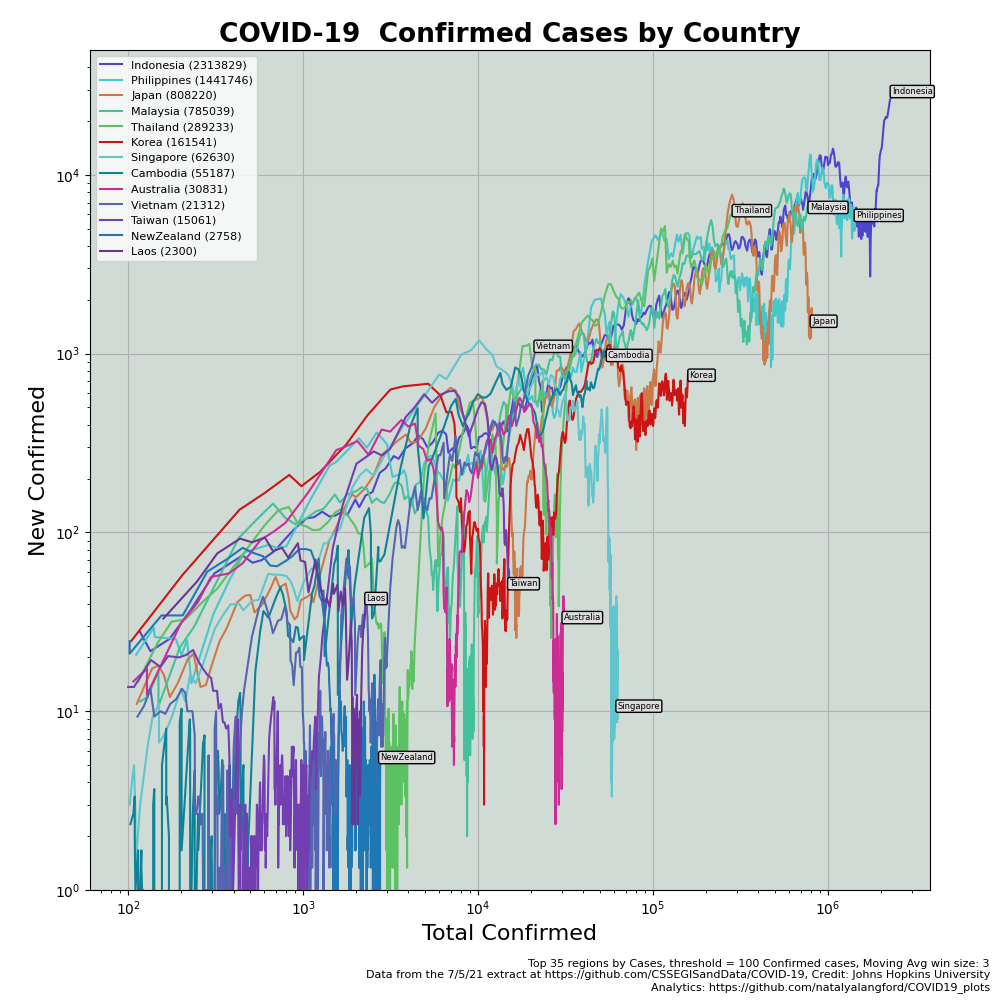 COVID-19  Confirmed Cases by Country
Indonesia (2313829)
Philippines (1441746)
Japan (808220)
Malaysia (785039)
Thailand (289233)
Korea (161541)
Singapore (62630)
Cambodia (55187)
Australia (30831)
Vietnam (21312)
Taiwan (15061)
NewZealand (2758)
Laos (2300)
Indonesia
Thailand
Malaysia
Philippines
Japan
Vietnam
Cambodia
Korea
Taiwan
Laos
Australia
Singapore
NewZealand
New Confirmed
10⁴
10³
10²
10¹
10⁰
10² 10³ 10⁴ 10⁵ 10⁶
Total Confirmed
Top 35 regions by Cases, threshold = 100 Confirmed cases, Moving Avg win size: 3
Data from the 7/5/21 extract at https://github.com/CSSEGISandData/COVID-19, Credit: Johns Hopkins University
Analytics: https://github.com/natalyalangford/COVID19_plots